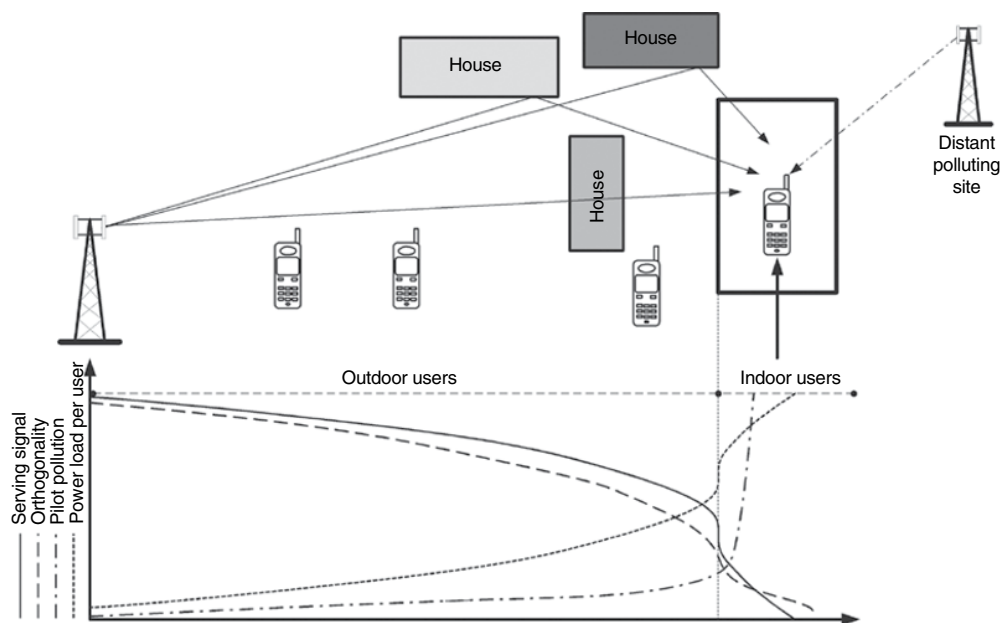 House
House
House
Distant
polluting
site
Outdoor users
Indoor users
Serving signal
Orthogonality
Pilot pollution
Power load per user